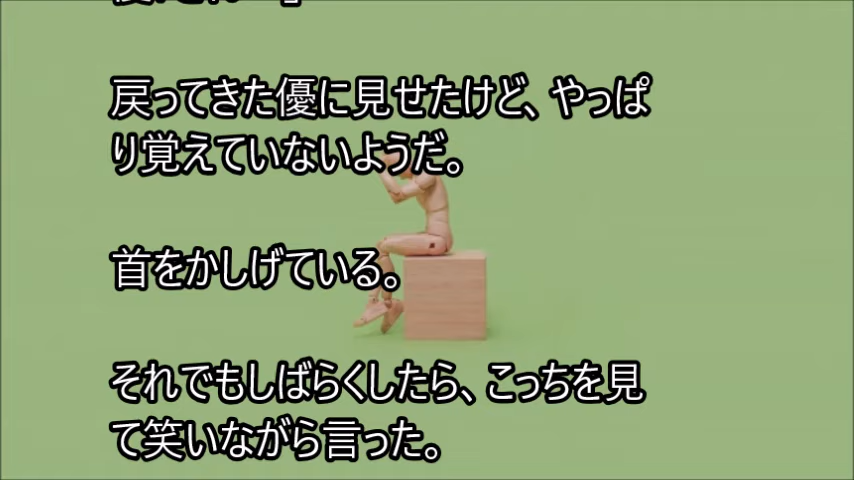 戻ってきた優に見せたけど、やっぱ
り覚えていないようだ。
首をかしげている。
それでもしばらくしたら、こっちを見
て笑いながら言った。